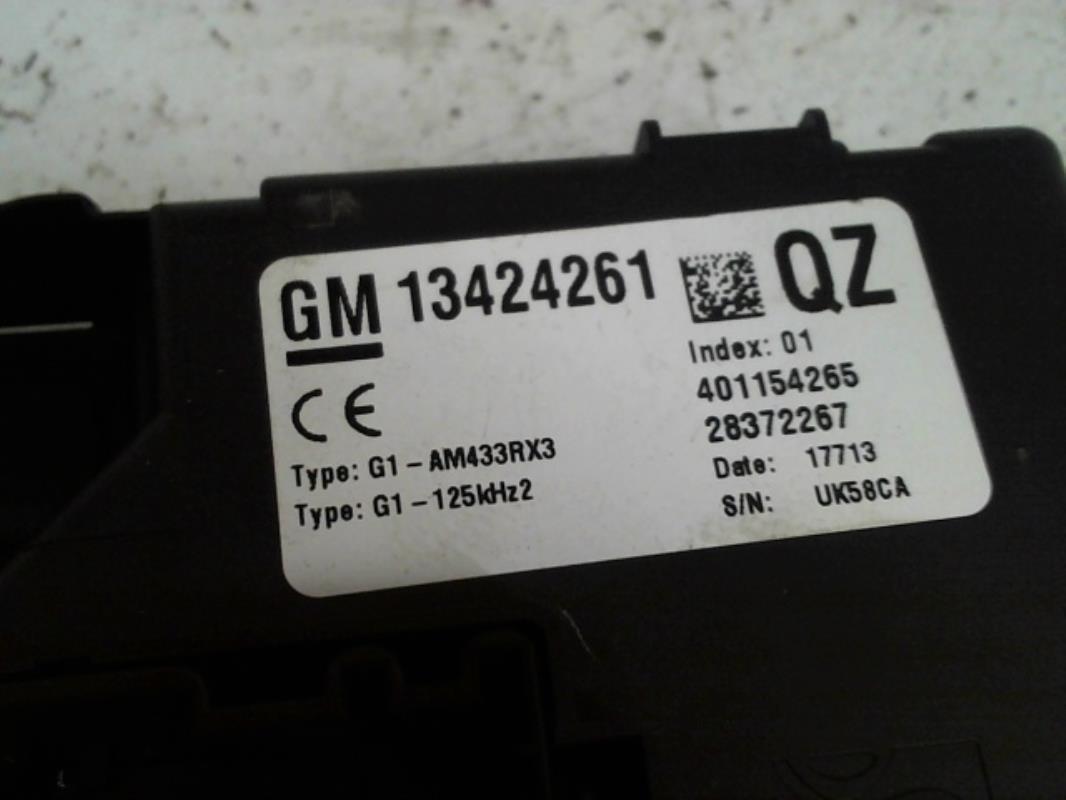 GM 13424261 QZ
Index: 01
401154265
28372267
Date: 17713
S/N: UK58CA
CE
Type: G1-AM433RX3
Type: G1-125kHz2